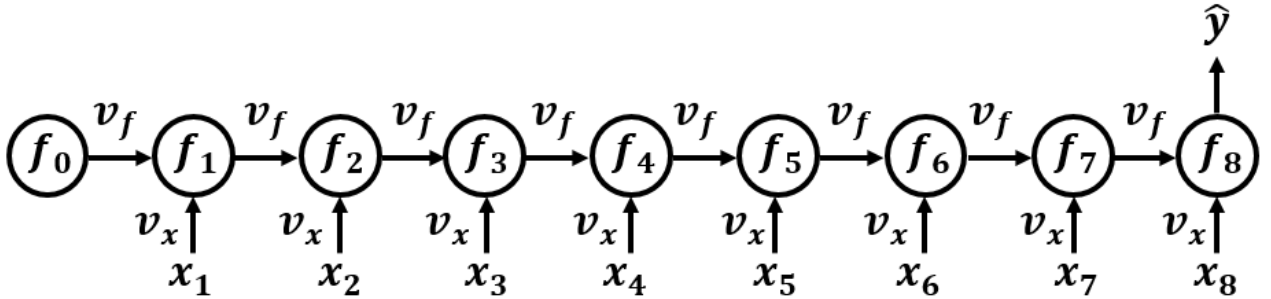 ŷ
v_f v_f v_f v_f v_f v_f v_f v_f
f_0 f_1 f_2 f_3 f_4 f_5 f_6 f_7 f_8
v_x v_x v_x v_x v_x v_x v_x v_x
x_1 x_2 x_3 x_4 x_5 x_6 x_7 x_8